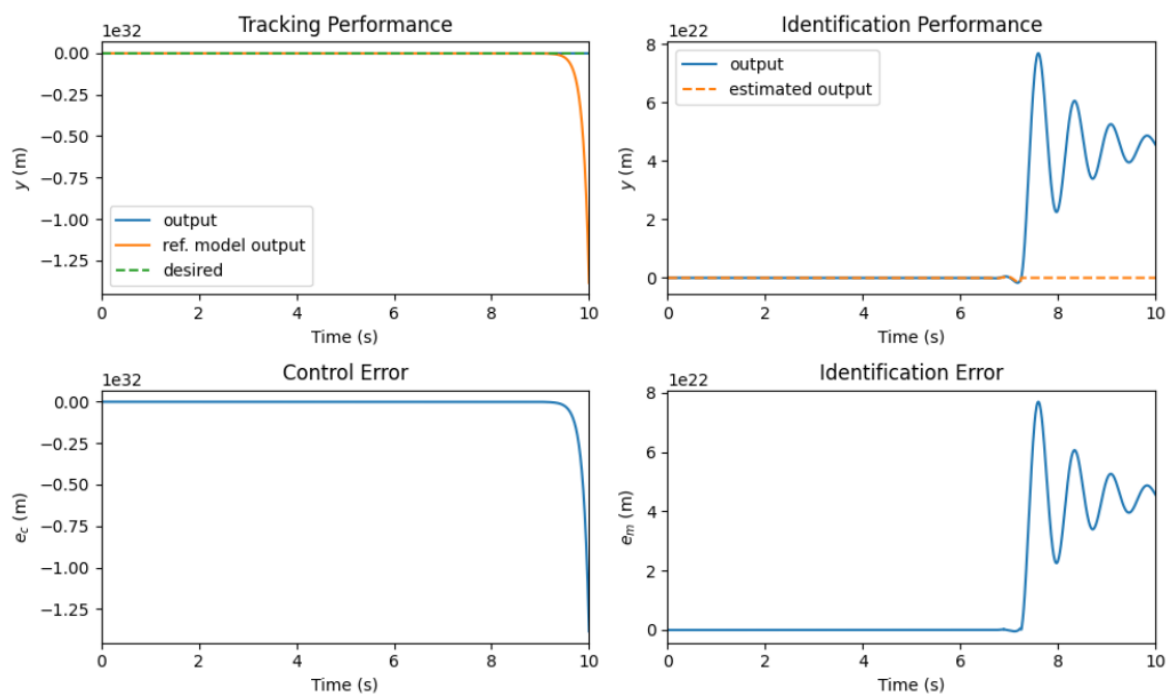 Tracking Performance
1e32
0.00
−0.25
−0.50
−0.75
−1.00
−1.25
y (m)
output
ref. model output
desired
0 2 4 6 8 10
Time (s)
Identification Performance
1e22
8
6
4
2
0
y (m)
output
estimated output
0 2 4 6 8 10
Time (s)
Control Error
1e32
0.00
−0.25
−0.50
−0.75
−1.00
−1.25
e_c (m)
0 2 4 6 8 10
Time (s)
Identification Error
1e22
8
6
4
2
0
e_m (m)
0 2 4 6 8 10
Time (s)